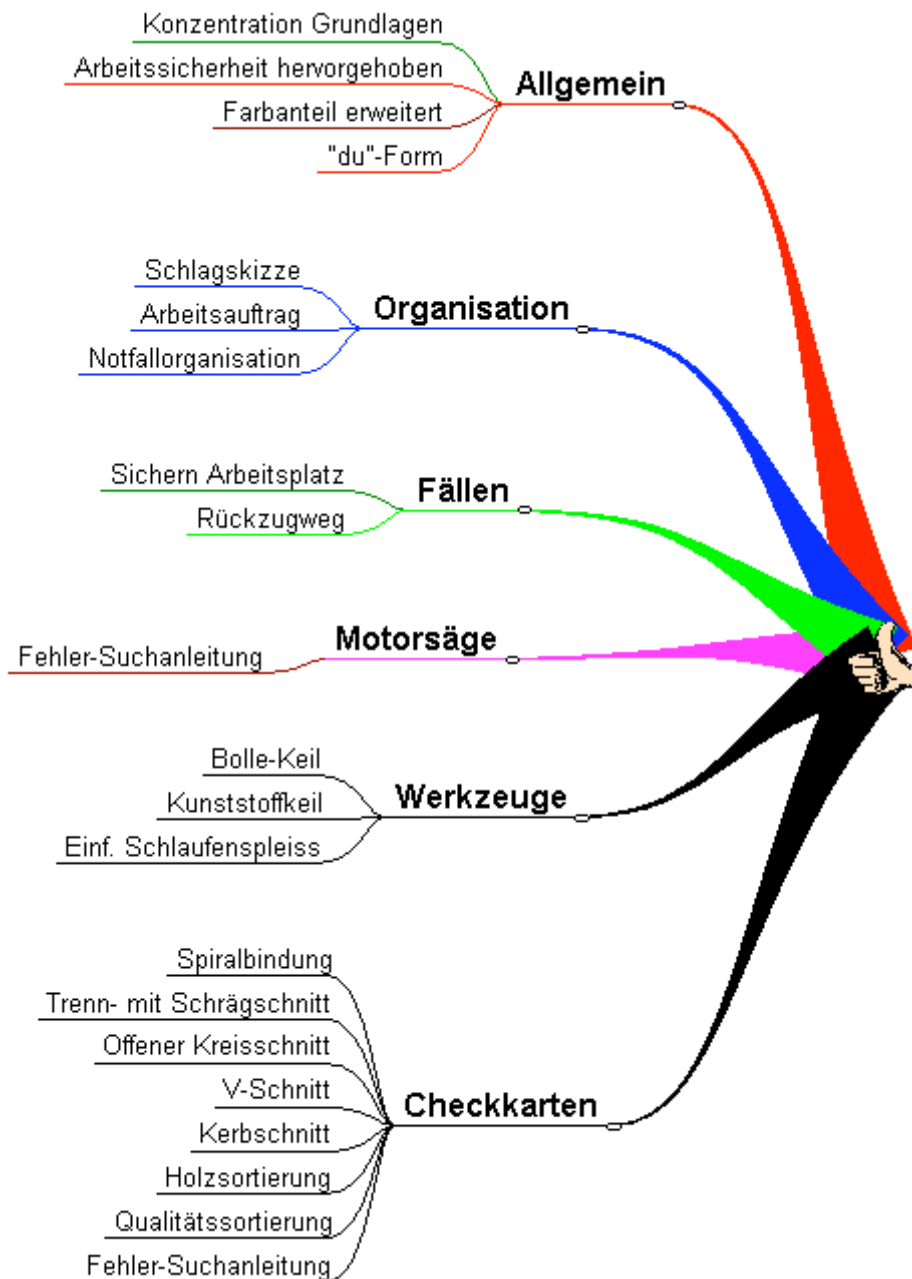 Konzentration Grundlagen
Arbeitssicherheit hervorgehoben
Farbanteil erweitert
"du"-Form
Allgemein
Schlagskizze
Arbeitsauftrag
Notfallorganisation
Organisation
Sichern Arbeitsplatz
Rückzugweg
Fällen
Fehler-Suchanleitung
Motorsäge
Bolle-Keil
Kunststoffkeil
Einf. Schlaufenspleiss
Werkzeuge
Spiralbindung
Trenn- mit Schrägschnitt
Offener Kreisschnitt
V-Schnitt
Kerbschnitt
Holzsortierung
Qualitätssortierung
Fehler-Suchanleitung
Checkkarten